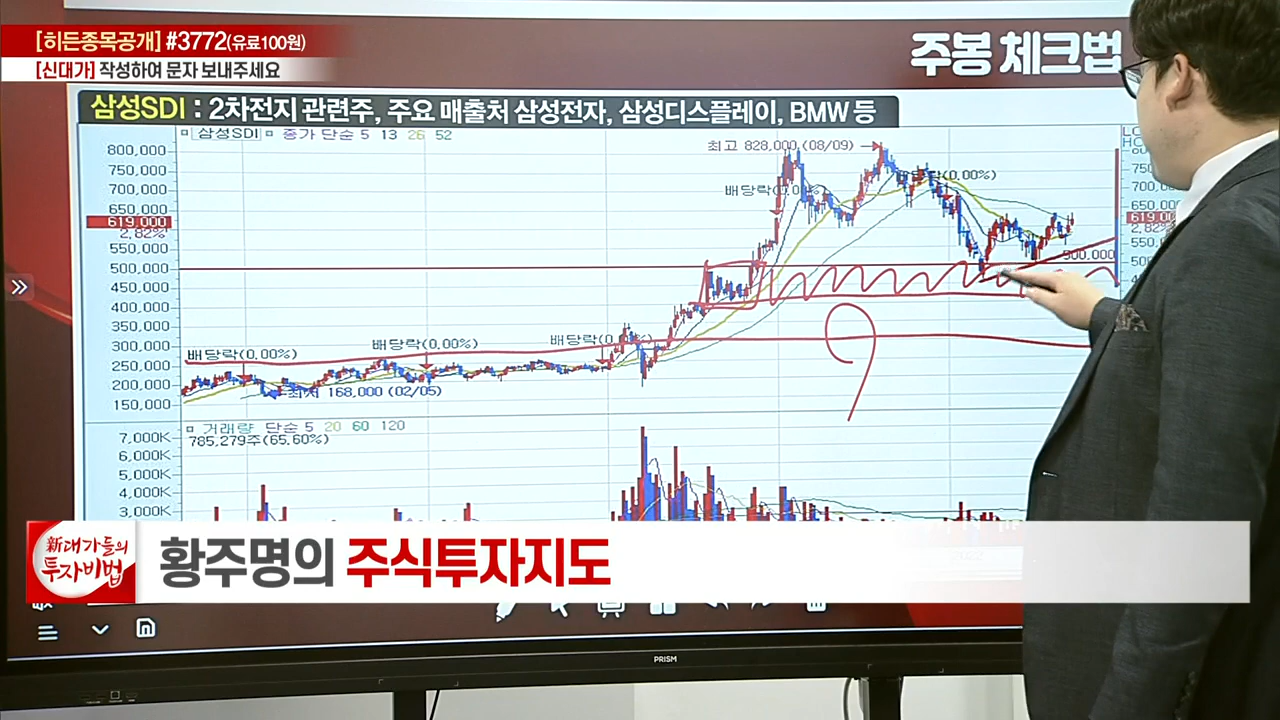 [히든종목공개] #3772(유료100원)
[신대가] 작성하여 문자 보내주세요
주봉 체크법
삼성SDI : 2차전지 관련주, 주요 매출처 삼성전자, 삼성디스플레이, BMW 등
삼성SDI 종가 단순 5 13 26 52
최고 828,000 (08/09)
800,000
750,000
700,000
650,000
619,000
2,82%
550,000
500,000
450,000
400,000
350,000
300,000
250,000
200,000
150,000
배당락(0,00%)
배당락(0,00%)
배당락(0,00%)
배당락(0,00%)
(0,00%)
최저 168,000 (02/05)
500,000
거래량 단순 5 20 60 120
785,279주(65,60%)
7,000K
6,000K
5,000K
4,000K
3,000K
新대가들의
투자비법
황주명의 주식투자지도
PRISM